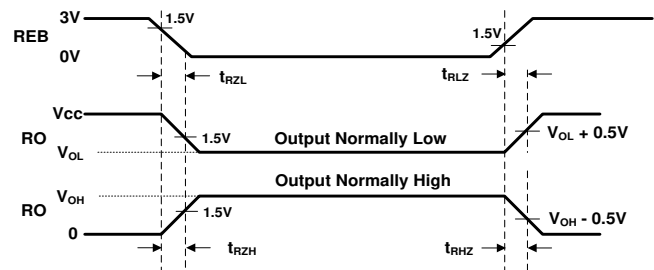 3V
1.5V
REB
1.5V
0V
tRZL
tRLZ
Vcc
RO
1.5V
Output Normally Low
VOL + 0.5V
VOL
Output Normally High
VOH
RO
1.5V
VOH - 0.5V
0
tRZH
tRHZ